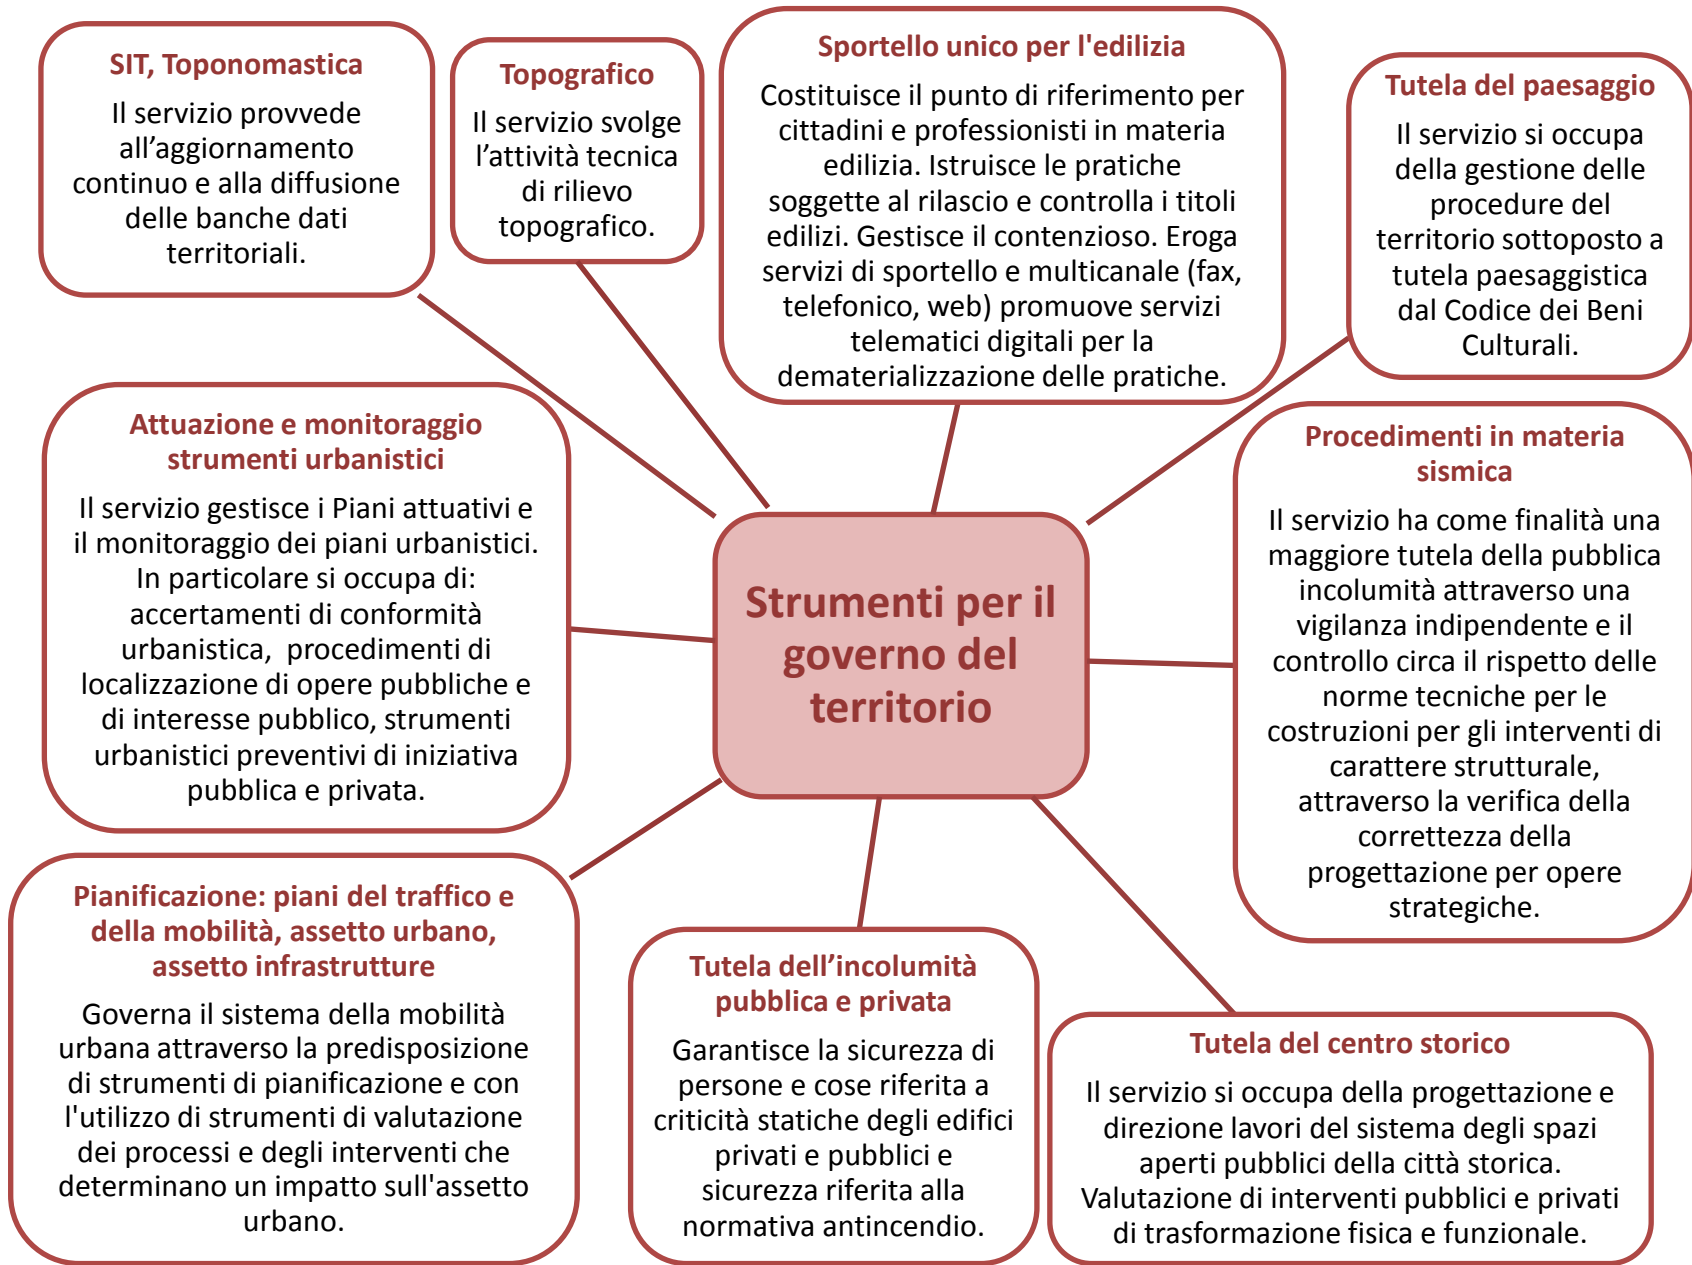 SIT, Toponomastica
Il servizio provvede
all’aggiornamento
continuo e alla diffusione
delle banche dati
territoriali.
Topografico
Il servizio svolge
l’attività tecnica
di rilievo
topografico.
Sportello unico per l'edilizia
Costituisce il punto di riferimento per
cittadini e professionisti in materia
edilizia. Istruisce le pratiche
soggette al rilascio e controlla i titoli
edilizi. Gestisce il contenzioso. Eroga
servizi di sportello e multicanale (fax,
telefonico, web) promuove servizi
telematici digitali per la
dematerializzazione delle pratiche.
Tutela del paesaggio
Il servizio si occupa
della gestione delle
procedure del
territorio sottoposto a
tutela paesaggistica
dal Codice dei Beni
Culturali.
Attuazione e monitoraggio
strumenti urbanistici
Il servizio gestisce i Piani attuativi e
il monitoraggio dei piani urbanistici.
In particolare si occupa di:
accertamenti di conformità
urbanistica,  procedimenti di
localizzazione di opere pubbliche e
di interesse pubblico, strumenti
urbanistici preventivi di iniziativa
pubblica e privata.
Strumenti per il
governo del
territorio
Procedimenti in materia
sismica
Il servizio ha come finalità una
maggiore tutela della pubblica
incolumità attraverso una
vigilanza indipendente e il
controllo circa il rispetto delle
norme tecniche per le
costruzioni per gli interventi di
carattere strutturale,
attraverso la verifica della
correttezza della
progettazione per opere
strategiche.
Pianificazione: piani del traffico e
della mobilità, assetto urbano,
assetto infrastrutture
Governa il sistema della mobilità
urbana attraverso la predisposizione
di strumenti di pianificazione e con
l'utilizzo di strumenti di valutazione
dei processi e degli interventi che
determinano un impatto sull'assetto
urbano.
Tutela dell’incolumità
pubblica e privata
Garantisce la sicurezza di
persone e cose riferita a
criticità statiche degli edifici
privati e pubblici e
sicurezza riferita alla
normativa antincendio.
Tutela del centro storico
Il servizio si occupa della progettazione e
direzione lavori del sistema degli spazi
aperti pubblici della città storica.
Valutazione di interventi pubblici e privati
di trasformazione fisica e funzionale.